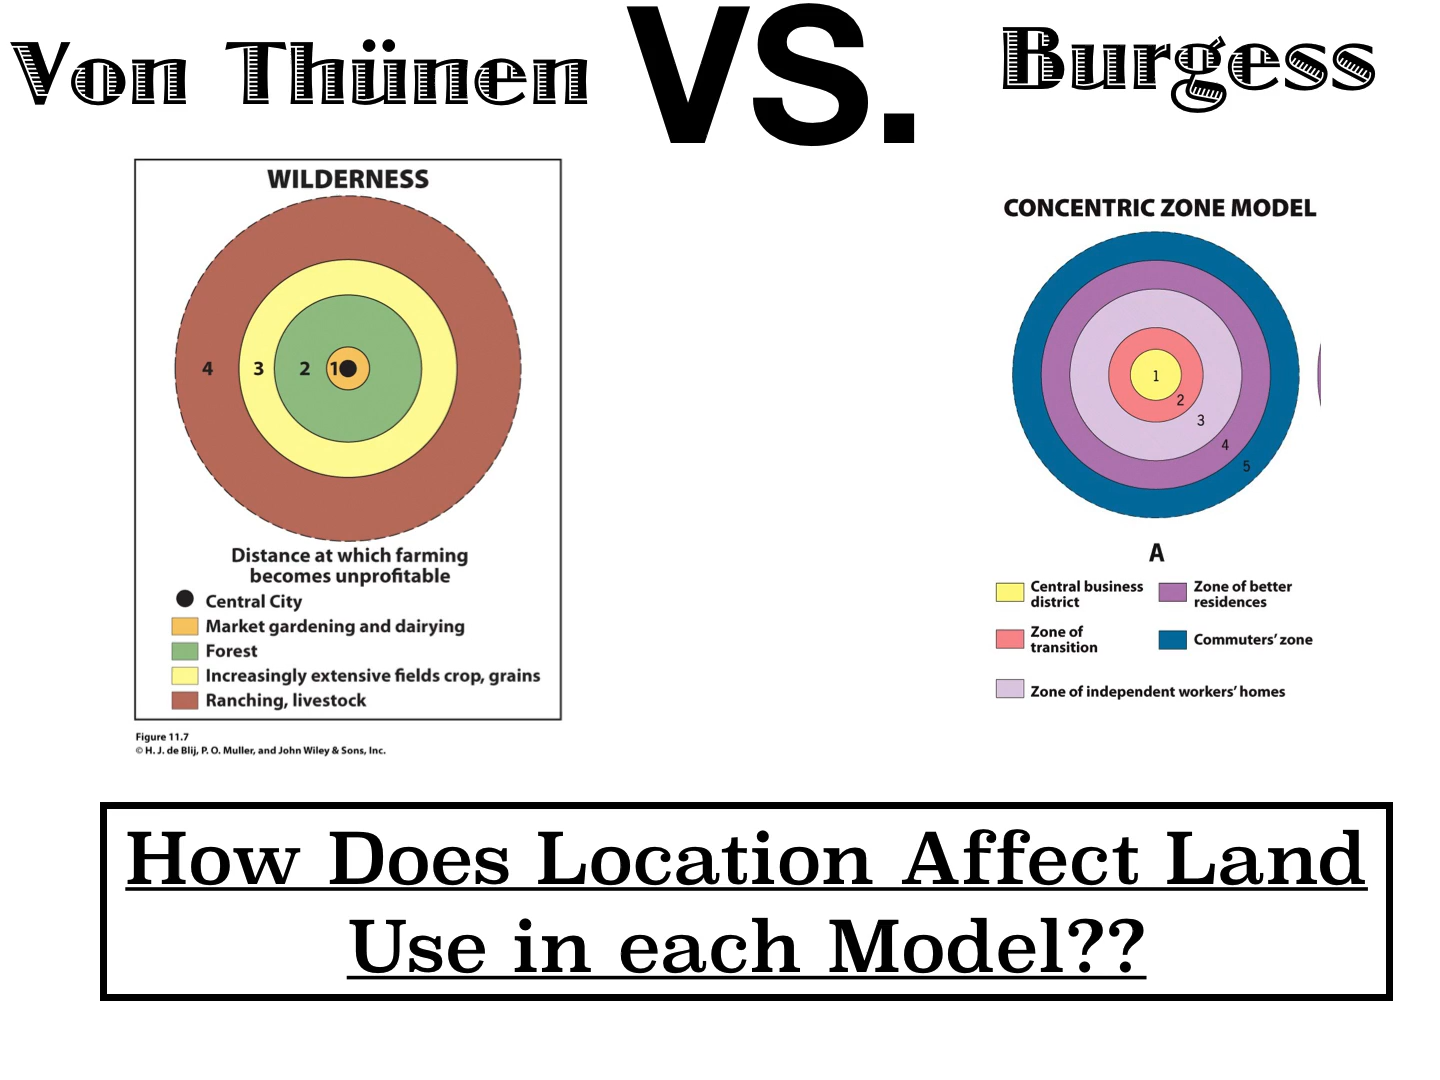 Von Thünen VS. Burgess
WILDERNESS
4 3 2 1
Distance at which farming
becomes unprofitable
Central City
Market gardening and dairying
Forest
Increasingly extensive fields crop, grains
Ranching, livestock
Figure 11.7
© H. J. de Blij, P. O. Muller, and John Wiley & Sons, Inc.
CONCENTRIC ZONE MODEL
1
2
3
4
5
A
Central business
district
Zone of
transition
Zone of better
residences
Commuters' zone
Zone of independent workers' homes
How Does Location Affect Land
Use in each Model??